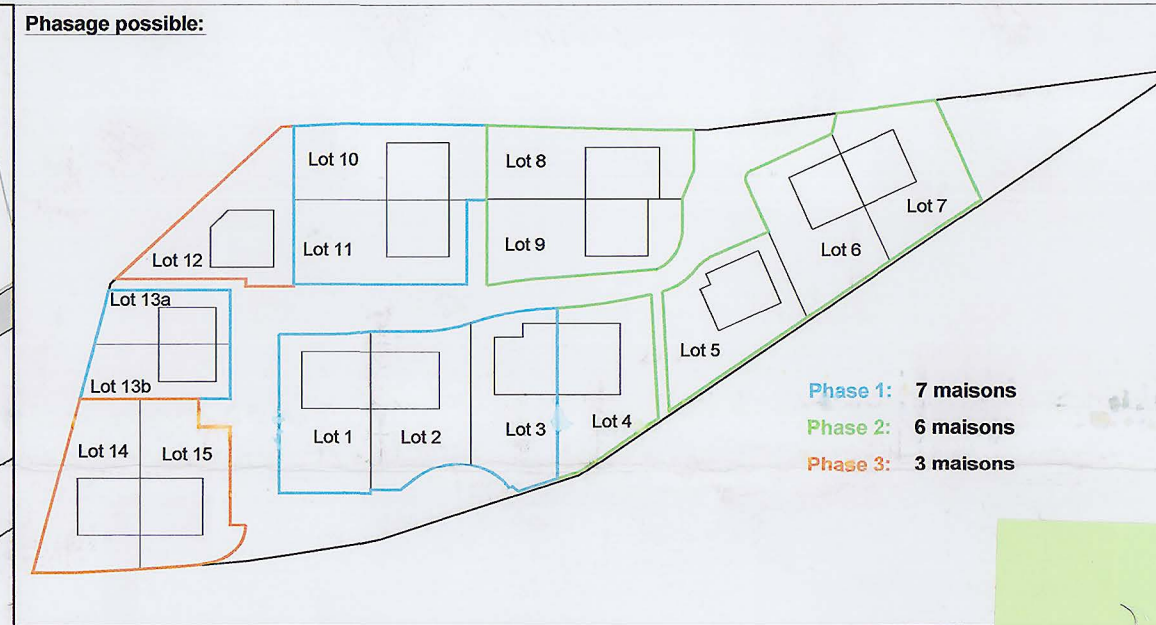 Phasage possible:
Lot 10
Lot 8
Lot 7
Lot 11
Lot 9
Lot 6
Lot 12
Lot 13a
Lot 5
Lot 13b
Phase 1: 7 maisons
Lot 14
Lot 15
Lot 1
Lot 2
Lot 3
Lot 4
Phase 2: 6 maisons
Phase 3: 3 maisons